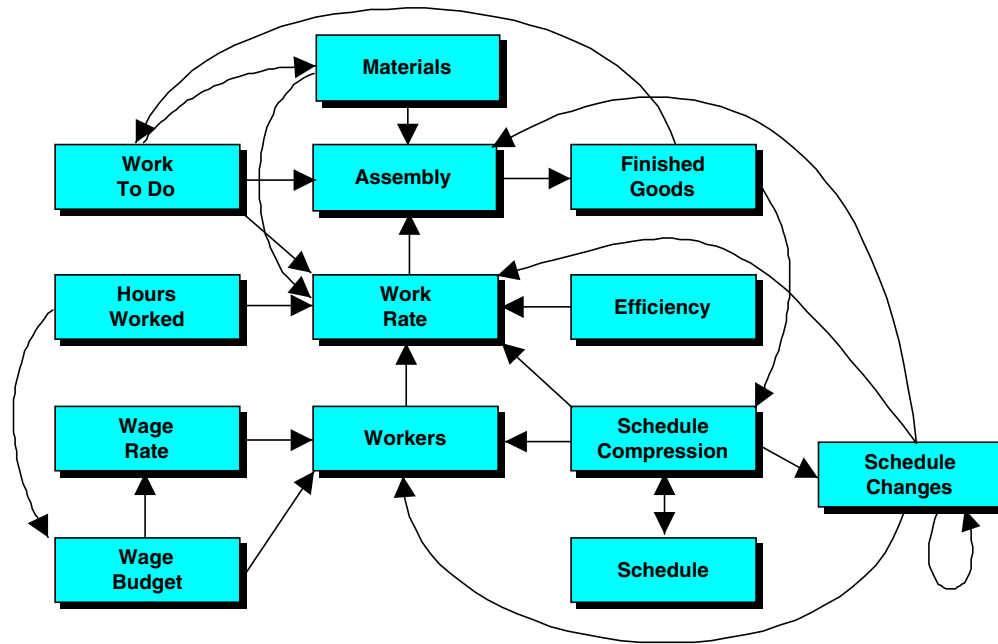 Materials
Work
To Do
Assembly
Finished
Goods
Hours
Worked
Work
Rate
Efficiency
Wage
Rate
Workers
Schedule
Compression
Schedule
Changes
Wage
Budget
Schedule